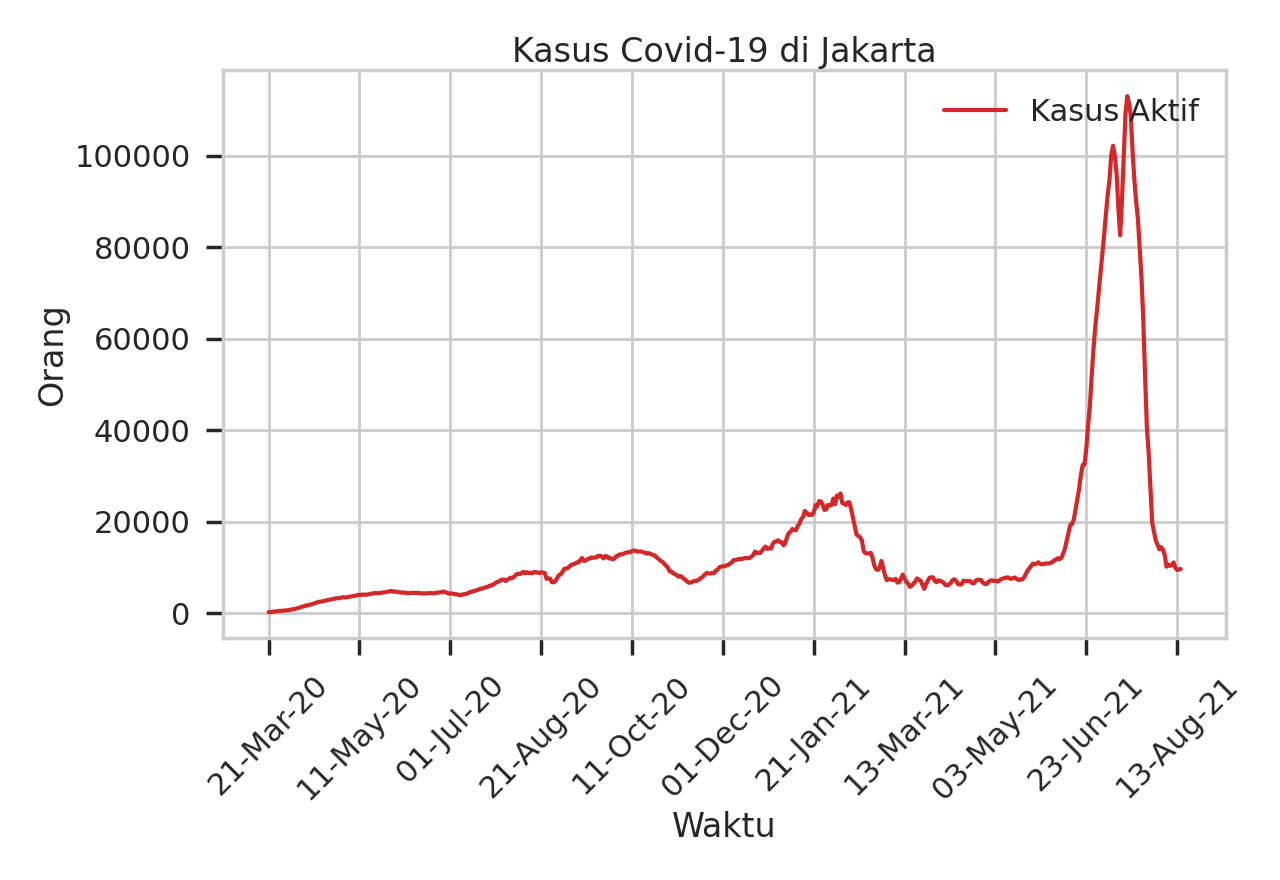 Kasus Covid-19 di Jakarta
Kasus Aktif
100000
80000
60000
40000
20000
0
Orang
21-Mar-20
11-May-20
01-Jul-20
21-Aug-20
11-Oct-20
01-Dec-20
21-Jan-21
13-Mar-21
03-May-21
23-Jun-21
13-Aug-21
Waktu